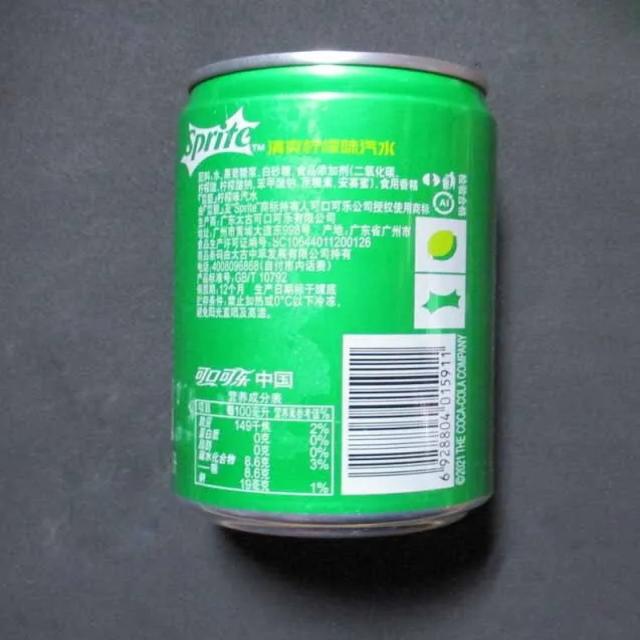 Sprite™ 清爽柠檬味汽水
配料:水,果葡糖浆,白砂糖,食品添加剂(二氧化碳,
柠檬酸,柠檬酸钠,苯甲酸钠,安赛蜜),食用香精
产品类型:柠檬味汽水
"雪碧",及"Sprite"商标持有人可口可乐公司授权使用商标
生产商:广东太古可口可乐有限公司
地址:广州市黄埔大道东998号 产地:广东省广州市
食品生产许可证编号:SC10644011200126
商品条码由太古中萃发展有限公司持有
电话:4008096868(自付市内话费)
产品标准号:GB/T 10792
保质期:12个月 生产日期标于罐底
贮存条件:禁止加热或0°C以下冷冻,
避免阳光直晒及高温。
检验合格
Al
可口可乐 中国
营养成分表
项目 每100毫升 营养素参考值%
能量 149千焦 2%
蛋白质 0克 0%
脂肪 0克 0%
碳水化合物 8.6克 3%
—糖 8.6克
钠 19毫克 1%
6 928804 015911
©2021 THE COCA-COLA COMPANY